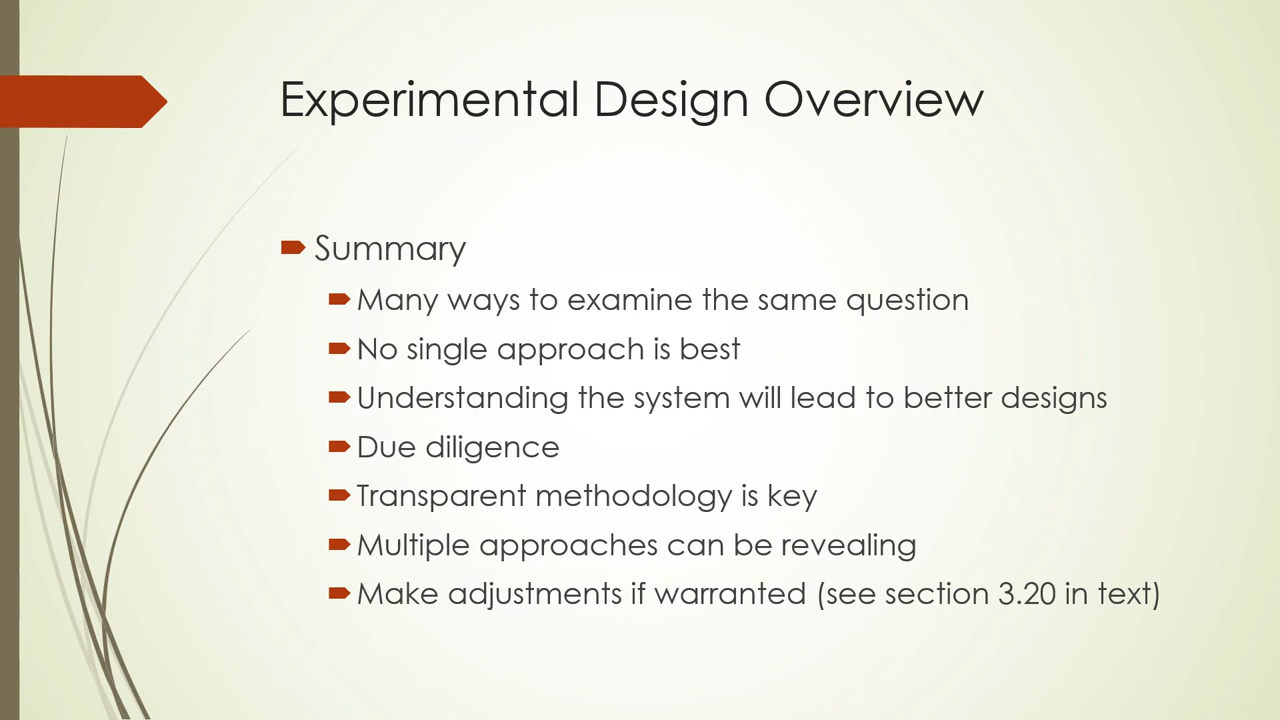 Experimental Design Overview
Summary
Many ways to examine the same question
No single approach is best
Understanding the system will lead to better designs
Due diligence
Transparent methodology is key
Multiple approaches can be revealing
Make adjustments if warranted (see section 3.20 in text)